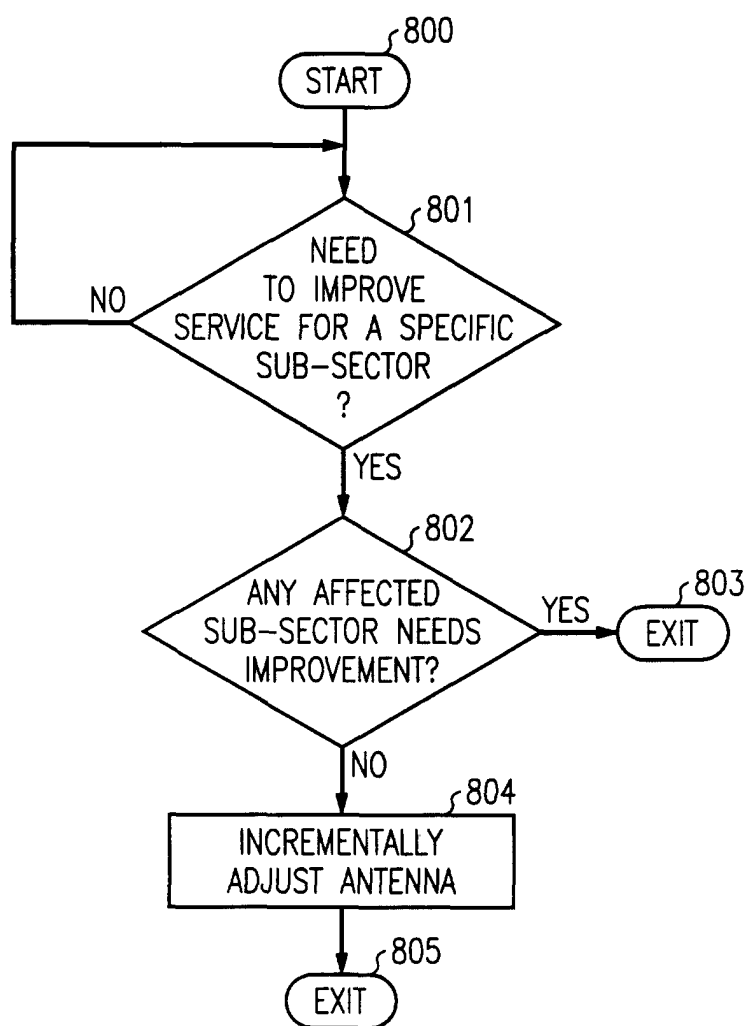 800
START
801
NEED
TO IMPROVE
SERVICE FOR A SPECIFIC
SUB-SECTOR
?
NO
YES
802
ANY AFFECTED
SUB-SECTOR NEEDS
IMPROVEMENT?
YES
803
EXIT
NO
804
INCREMENTALLY
ADJUST ANTENNA
805
EXIT